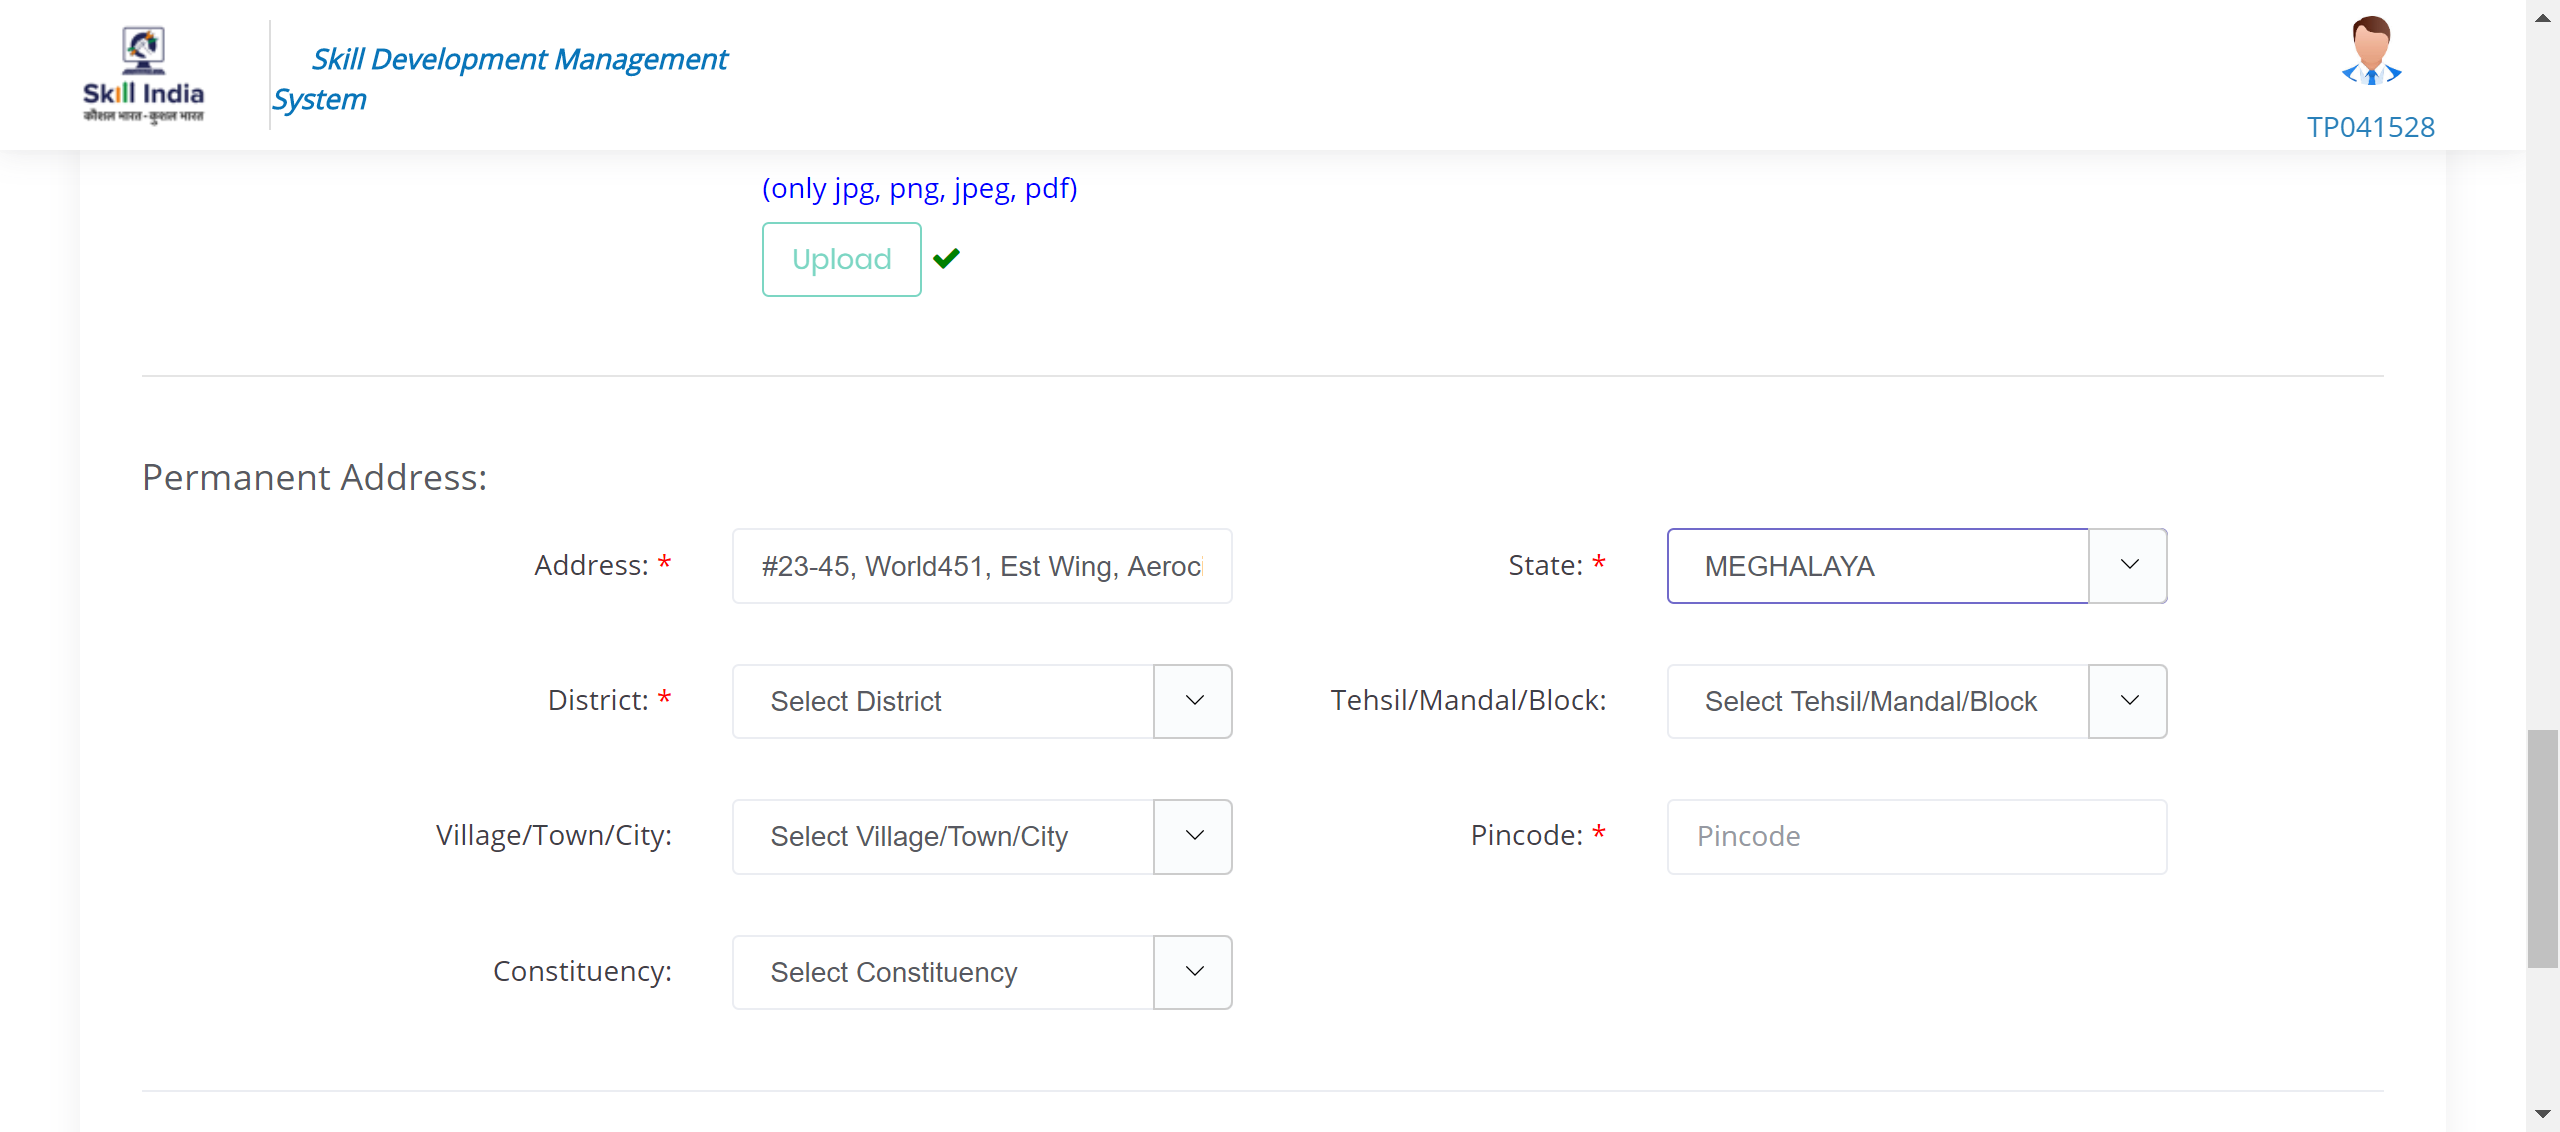 Skill India
कौशल भारत - कुशल भारत
Skill Development Management
System
TP041528
(only jpg, png, jpeg, pdf)
Upload
Permanent Address:
Address: *
#23-45, World451, Est Wing, Aeroc
State: *
MEGHALAYA
District: *
Select District
Tehsil/Mandal/Block:
Select Tehsil/Mandal/Block
Village/Town/City:
Select Village/Town/City
Pincode: *
Pincode
Constituency:
Select Constituency